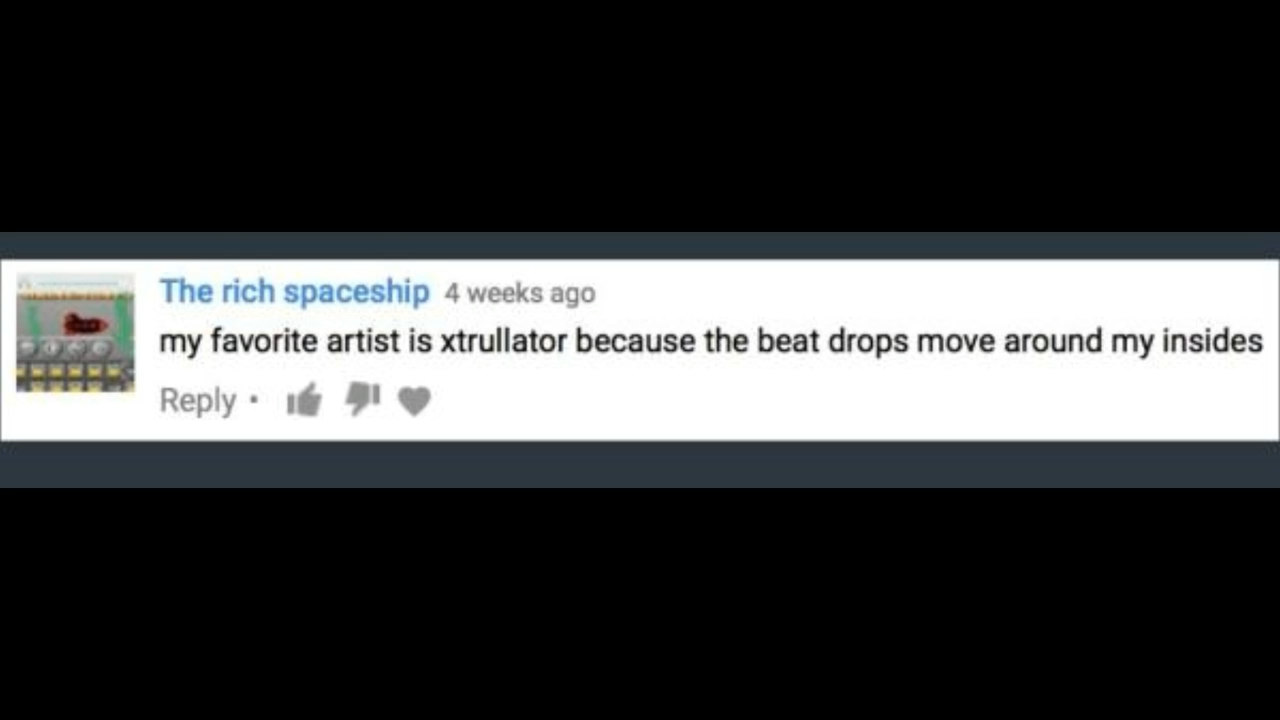 The rich spaceship 4 weeks ago
my favorite artist is xtrullator because the beat drops move around my insides
Reply •